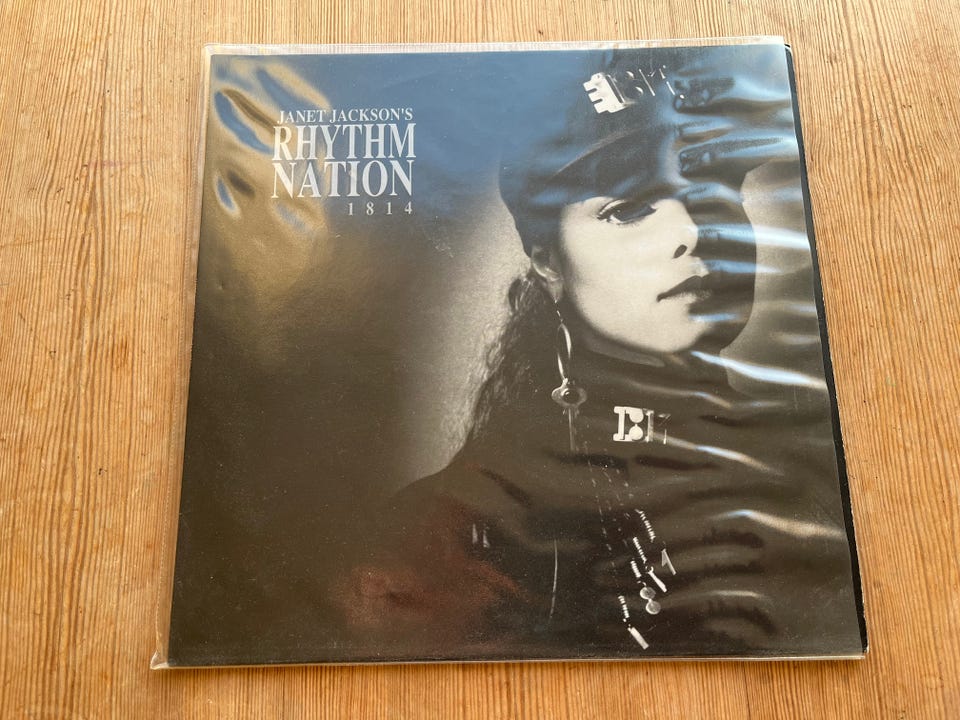 JANET JACKSON'S
RHYTHM
NATION
1814